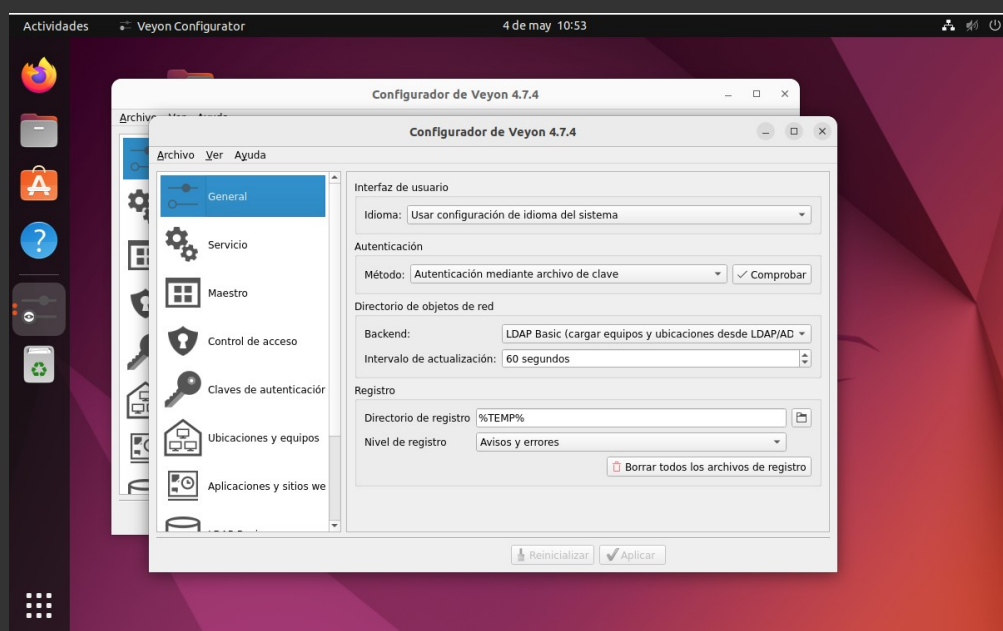 Actividades Veyon Configurator 4 de may 10:53
Configurador de Veyon 4.7.4
Archivo
Configurador de Veyon 4.7.4
Archivo Ver Ayuda
General
Servicio
Maestro
Control de acceso
Claves de autenticación
Ubicaciones y equipos
Aplicaciones y sitios we
Interfaz de usuario
Idioma: Usar configuración de idioma del sistema
Autenticación
Método: Autenticación mediante archivo de clave Comprobar
Directorio de objetos de red
Backend: LDAP Basic (cargar equipos y ubicaciones desde LDAP/AD
Intervalo de actualización: 60 segundos
Registro
Directorio de registro %TEMP%
Nivel de registro Avisos y errores
Borrar todos los archivos de registro
Reinicializar Aplicar